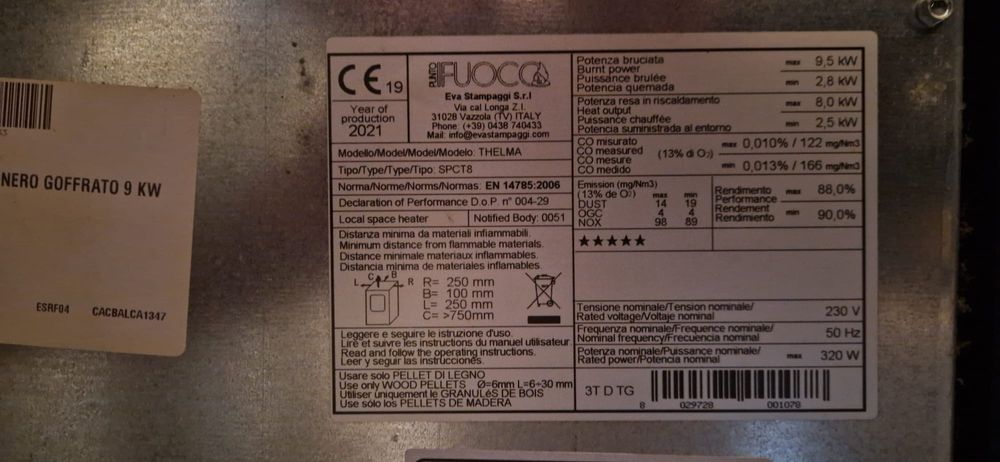 NERO GOFFRATO 9 KW
ESRF04 CACBALCA1347
CE 19
Year of
production
2021
PUNTO FUOCO
Eva Stampaggi S.r.l
Via cal Longa Z.I.
31028 Vazzola (TV) ITALY
Phone: (+39) 0438 740433
Mail: info@evastampaggi.com
Modello/Model/Model/Modelo: THELMA
Tipo/Type/Type/Tipo: SPCT8
Norma/Norme/Norms/Normas: EN 14785:2006
Declaration of Performance D o P. n° 004-29
Local space heater Notified Body: 0051
Distanza minima da materiali infiammabili.
Minimum distance from flammable materials.
Distance minimale materiaux inflammables.
Distancia minima de materiales inflamables.
L C B R
R= 250 mm
B= 100 mm
L= 250 mm
C= >750mm
Leggere e seguire le istruzione d'uso.
Lire et suivre les instructions du manuel utilisateur.
Read and follow the operating instructions.
Leer y seguir las instrucciones.
Usare solo PELLET DI LEGNO
Use only WOOD PELLETS Ø=6mm L=6÷30 mm
Utiliser uniquement le GRANULéS DE BOIS
Use sólo los PELLETS DE MADERA
Potenza bruciata max 9,5 kW
Burnt power
Puissance brulée min 2,8 kW
Potencia quemada
Potenza resa in riscaldamento max 8,0 kW
Heat output
Puissance chauffée min 2,5 kW
Potencia suministrada al entorno
CO misurato max 0,010% / 122 mg/Nm3
CO measured (13% di O2)
CO mesure min 0,013% / 166 mg/Nm3
CO medido
Emission (mg/Nm3)
(13% de O2) max min
DUST 14 19
OGC 4 4
NOX 98 89
Rendimento max 88,0%
Performance
Rendement min 90,0%
Rendimiento
★★★★★
Tensione nominale/Tension nominale/
Rated voltage/Voltaje nominal 230 V
Frequenza nominale/Frequence nominale/
Nominal frequency/Frecuencia nominal 50 Hz
Potenza nominale/Puissance nominale/
Rated power/Potencia nominal max 320 W
3T D TG
8 029728 001078